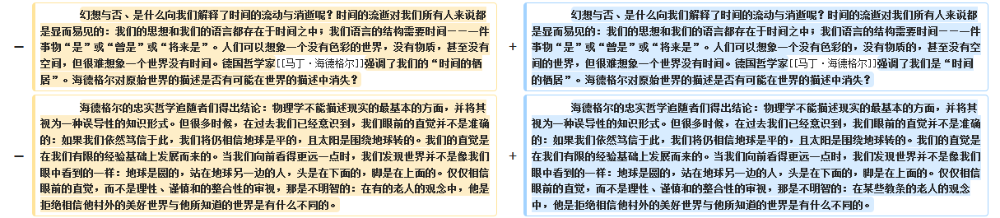 幻想与否、是什么向我们解释了时间的流动与消逝呢？时间的流逝对我们所有人来说都
是显而易见的：我们的思想和我们的语言都存在于时间之中；我们语言的结构需要时间———一件
事物“是”或“曾是”或“将来是”。人们可以想象一个没有色彩的世界，没有物质，甚至没有
空间，但很难想象一个世界没有时间。德国哲学家[[马丁·海德格尔]]强调了我们的“时间的栖
居”。海德格尔对原始世界的描述是否有可能在世界的描述中消失？
−
海德格尔的忠实哲学追随者们得出结论：物理学不能描述现实的最基本的方面，并将其
视为一种误导性的知识形式。但很多时候，在过去我们已经意识到，我们眼前的直觉并不是准确
的：如果我们依然笃信于此，我们将仍相信地球是平的，且太阳是围绕地球转的。我们的直觉是
在我们有限的经验基础上发展而来的。当我们向前看得更远一点时，我们发现世界并不是像我们
眼中看到的一样：地球是圆的，站在地球另一边的人，头是在下面的，脚是在上面的。仅仅相信
眼前的直觉，而不是理性、谨慎和的整合性的审视，那是不明智的：在有的老人的观念中，他是
拒绝相信他村外的美好世界与他所知道的世界是有什么不同的。
−
幻想与否、是什么向我们解释了时间的流动与消逝呢？时间的流逝对我们所有人来说都
是显而易见的：我们的思想和我们的语言都存在于时间之中；我们语言的结构需要时间———一件
事物“是”或“曾是”或“将来是”。人们可以想象一个没有色彩的，没有物质的，甚至没有空
间的世界，但很难想象一个世界没有时间。德国哲学家[[马丁·海德格尔]]强调了我们是“时间
的栖居”。海德格尔对原始世界的描述是否有可能在世界的描述中消失？
+
海德格尔的忠实哲学追随者们得出结论：物理学不能描述现实的最基本的方面，并将其
视为一种误导性的知识形式。但很多时候，在过去我们已经意识到，我们眼前的直觉并不是准确
的：如果我们依然笃信于此，我们将仍相信地球是平的，且太阳是围绕地球转的。我们的直觉是
在我们有限的经验基础上发展而来的。当我们向前看得更远一点时，我们发现世界并不是像我们
眼中看到的一样：地球是圆的，站在地球另一边的人，头是在下面的，脚是在上面的。仅仅相信
眼前的直觉，而不是理性、谨慎和的整合性的审视，那是不明智的：在某些教条的老人的观念
中，他是拒绝相信他村外的美好世界与他所知道的世界是有什么不同的。
+